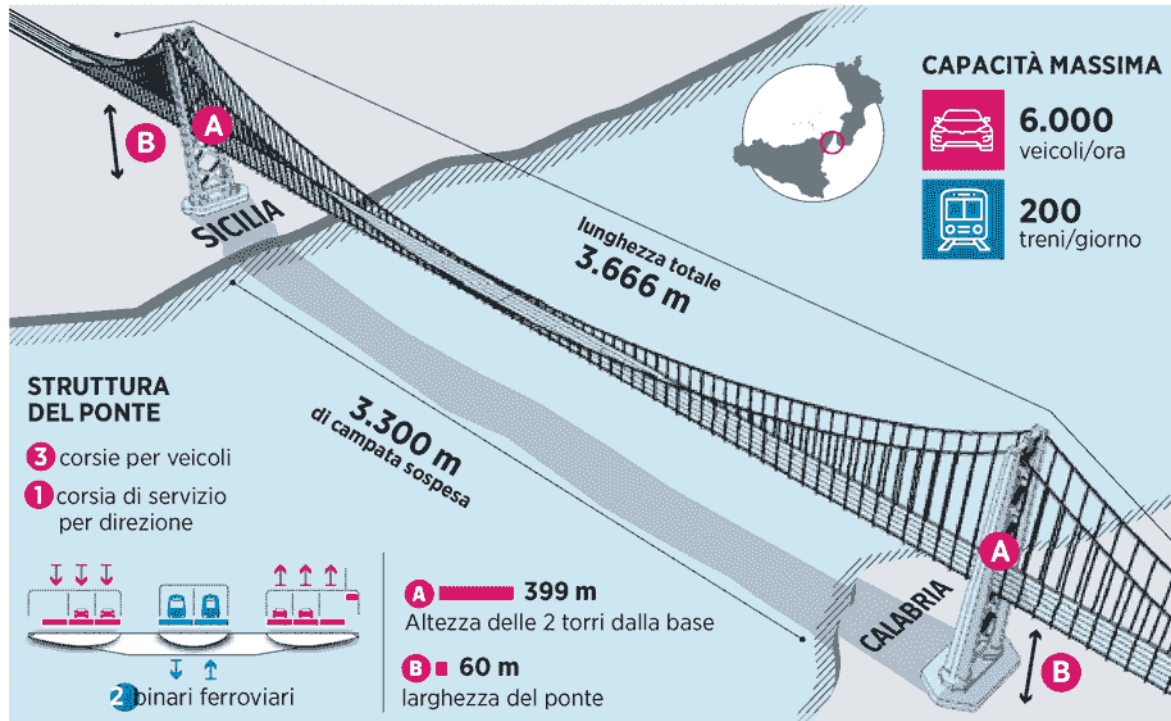 CAPACITÀ MASSIMA
6.000
veicoli/ora
200
treni/giorno
B
A
SICILIA
lunghezza totale
3.666 m
3.300 m
di campata sospesa
STRUTTURA
DEL PONTE
3 corsie per veicoli
1 corsia di servizio
per direzione
2 binari ferroviari
A 399 m
Altezza delle 2 torri dalla base
B 60 m
larghezza del ponte
CALABRIA
A
B